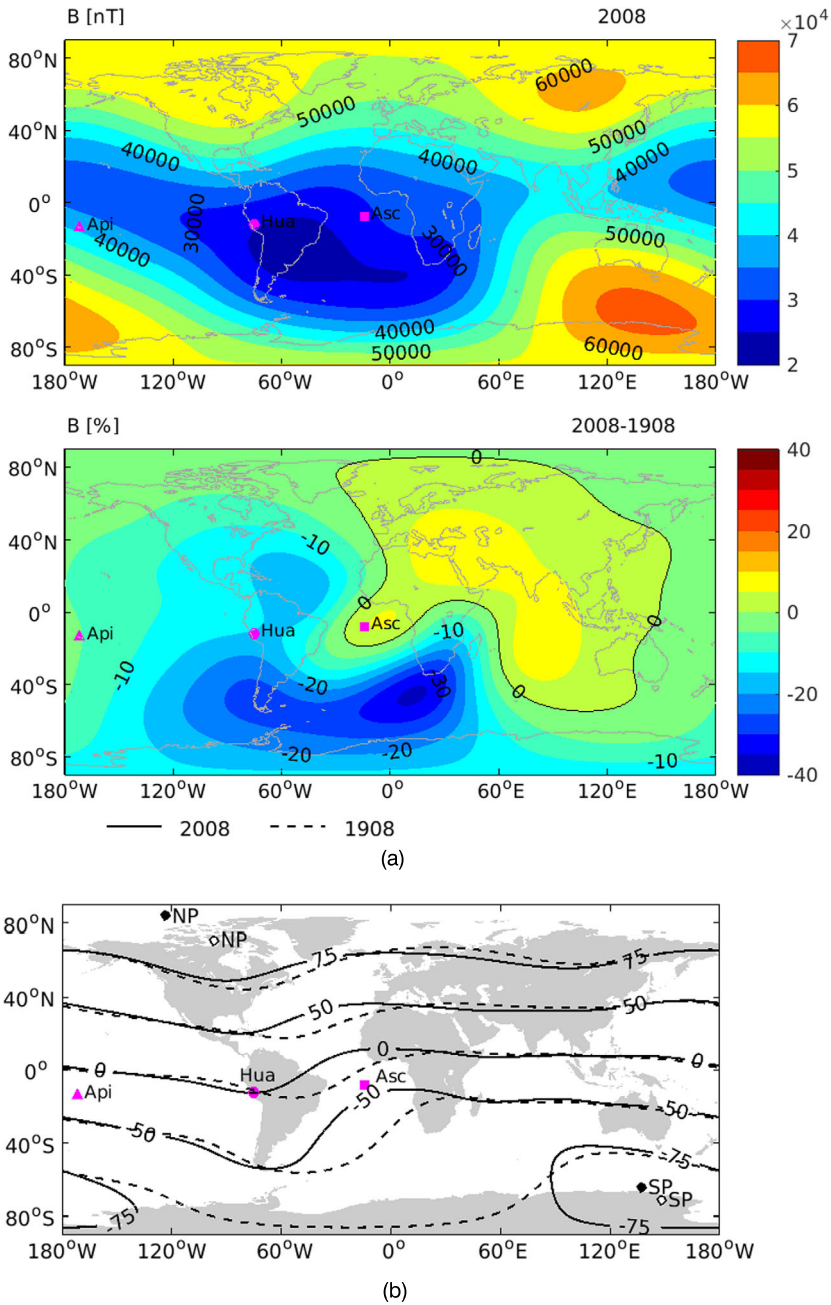 B [nT] 2008 ×10⁴
80°N 60000 7
50000 6
40°N 40000 40000 50000 40000 5
0° Api 30000 Hua Asc 30000 50000 4
40°S 40000 3
80°S 40000 50000 60000 2
180°W 120°W 60°W 0° 60°E 120°E 180°W
B [%] 2008-1908
80°N 0 40
40°N -10 20
0° Api Hua 0 Asc -10 0 0
40°S -10 -20 -30 0 -20
80°S -20 -20 -10 -40
180°W 120°W 60°W 0° 60°E 120°E 180°W
2008 1908
(a)
80°N NP NP
75 75
40°N 50 50
0° 0 Hua 0 0
Api Asc
-50 -50
40°S 50 -75
SP SP
80°S -75 -75
180°W 120°W 60°W 0° 60°E 120°E 180°W
(b)